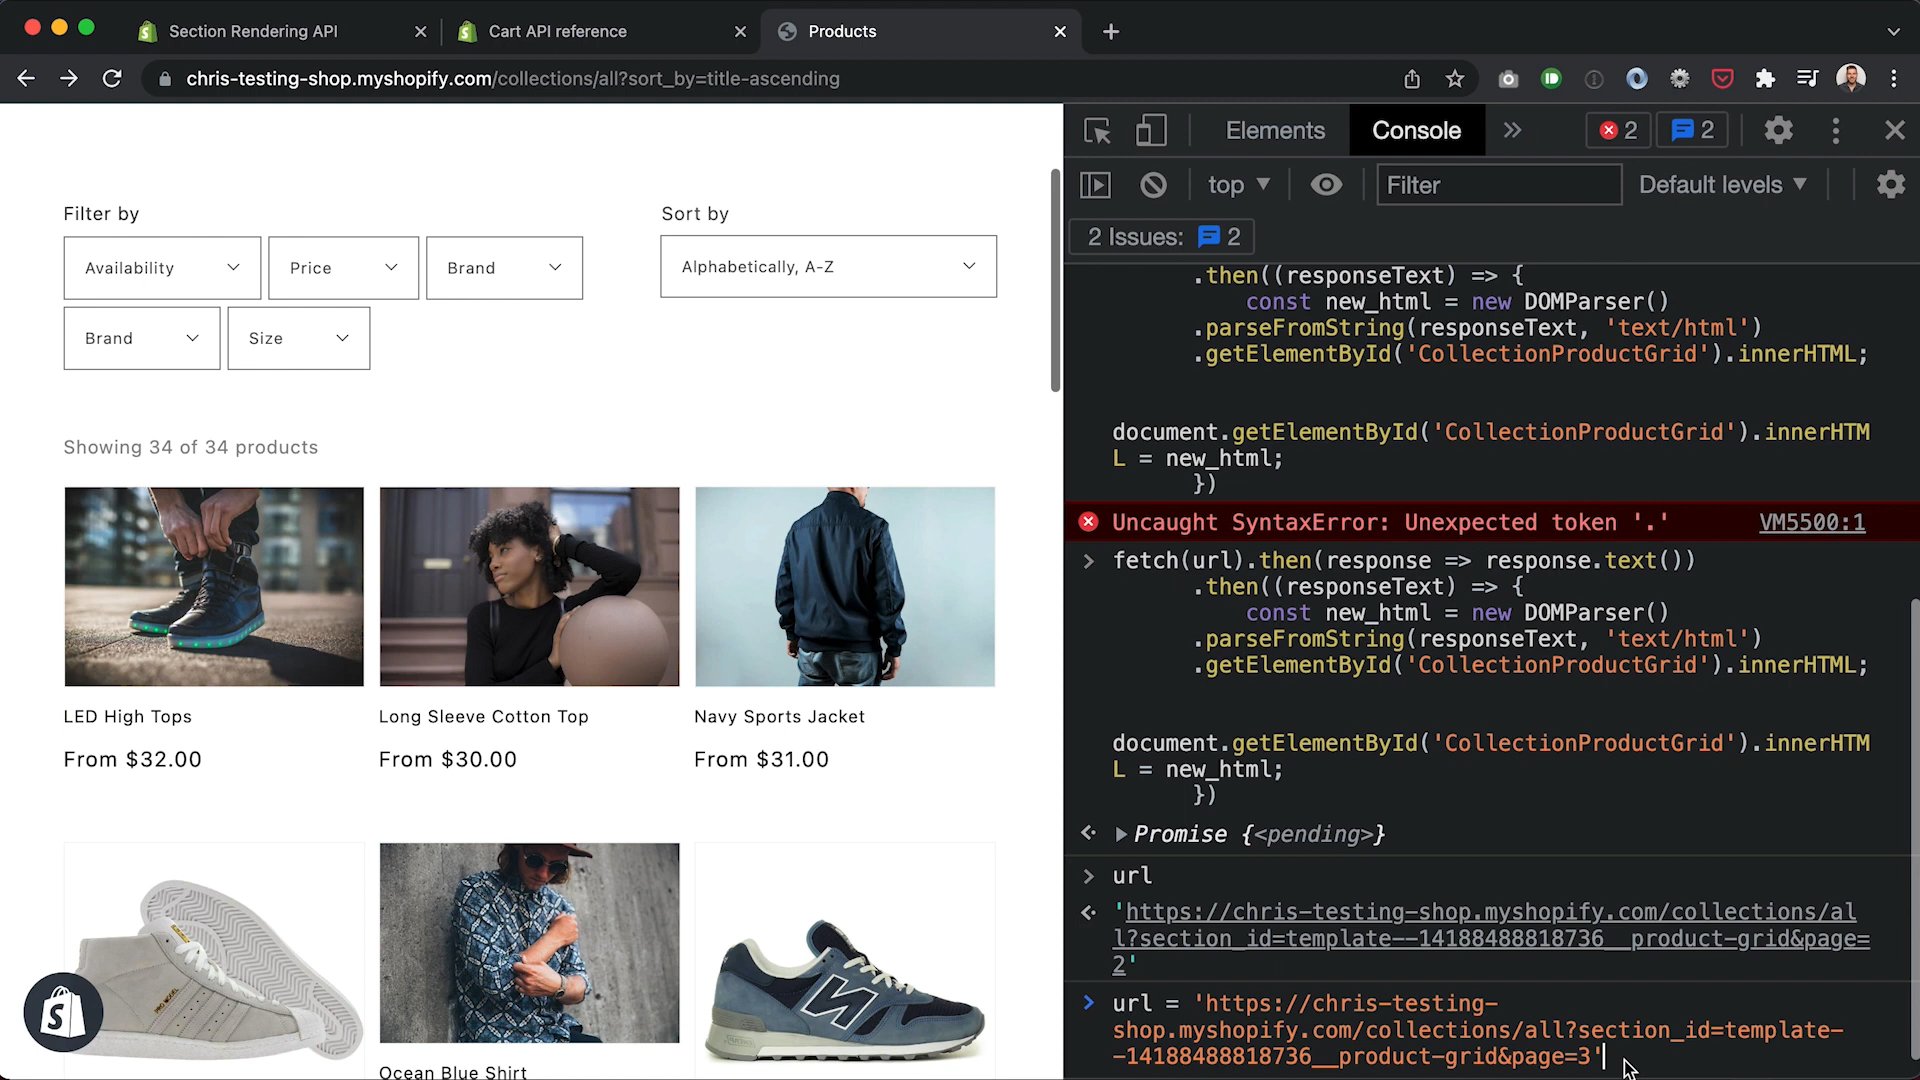 Section Rendering API
Cart API reference
Products
chris-testing-shop.myshopify.com/collections/all?sort_by=title-ascending
Filter by
Sort by
Availability
Price
Brand
Alphabetically, A-Z
Brand
Size
Showing 34 of 34 products
LED High Tops
Long Sleeve Cotton Top
Navy Sports Jacket
From $32.00
From $30.00
From $31.00
Ocean Blue Shirt
Elements
Console
2
2
top
Filter
Default levels
2 Issues: 2
.then((responseText) => {
const new_html = new DOMParser()
.parseFromString(responseText, 'text/html')
.getElementById('CollectionProductGrid').innerHTML;
document.getElementById('CollectionProductGrid').innerHTM
L = new_html;
})
Uncaught SyntaxError: Unexpected token '.' VM5500:1
> fetch(url).then(response => response.text())
.then((responseText) => {
const new_html = new DOMParser()
.parseFromString(responseText, 'text/html')
.getElementById('CollectionProductGrid').innerHTML;
document.getElementById('CollectionProductGrid').innerHTM
L = new_html;
})
Promise {<pending>}
> url
'https://chris-testing-shop.myshopify.com/collections/al
l?section_id=template--14188488818736__product-grid&page=
2'
> url = 'https://chris-testing-
shop.myshopify.com/collections/all?section_id=template-
-14188488818736__product-grid&page=3'